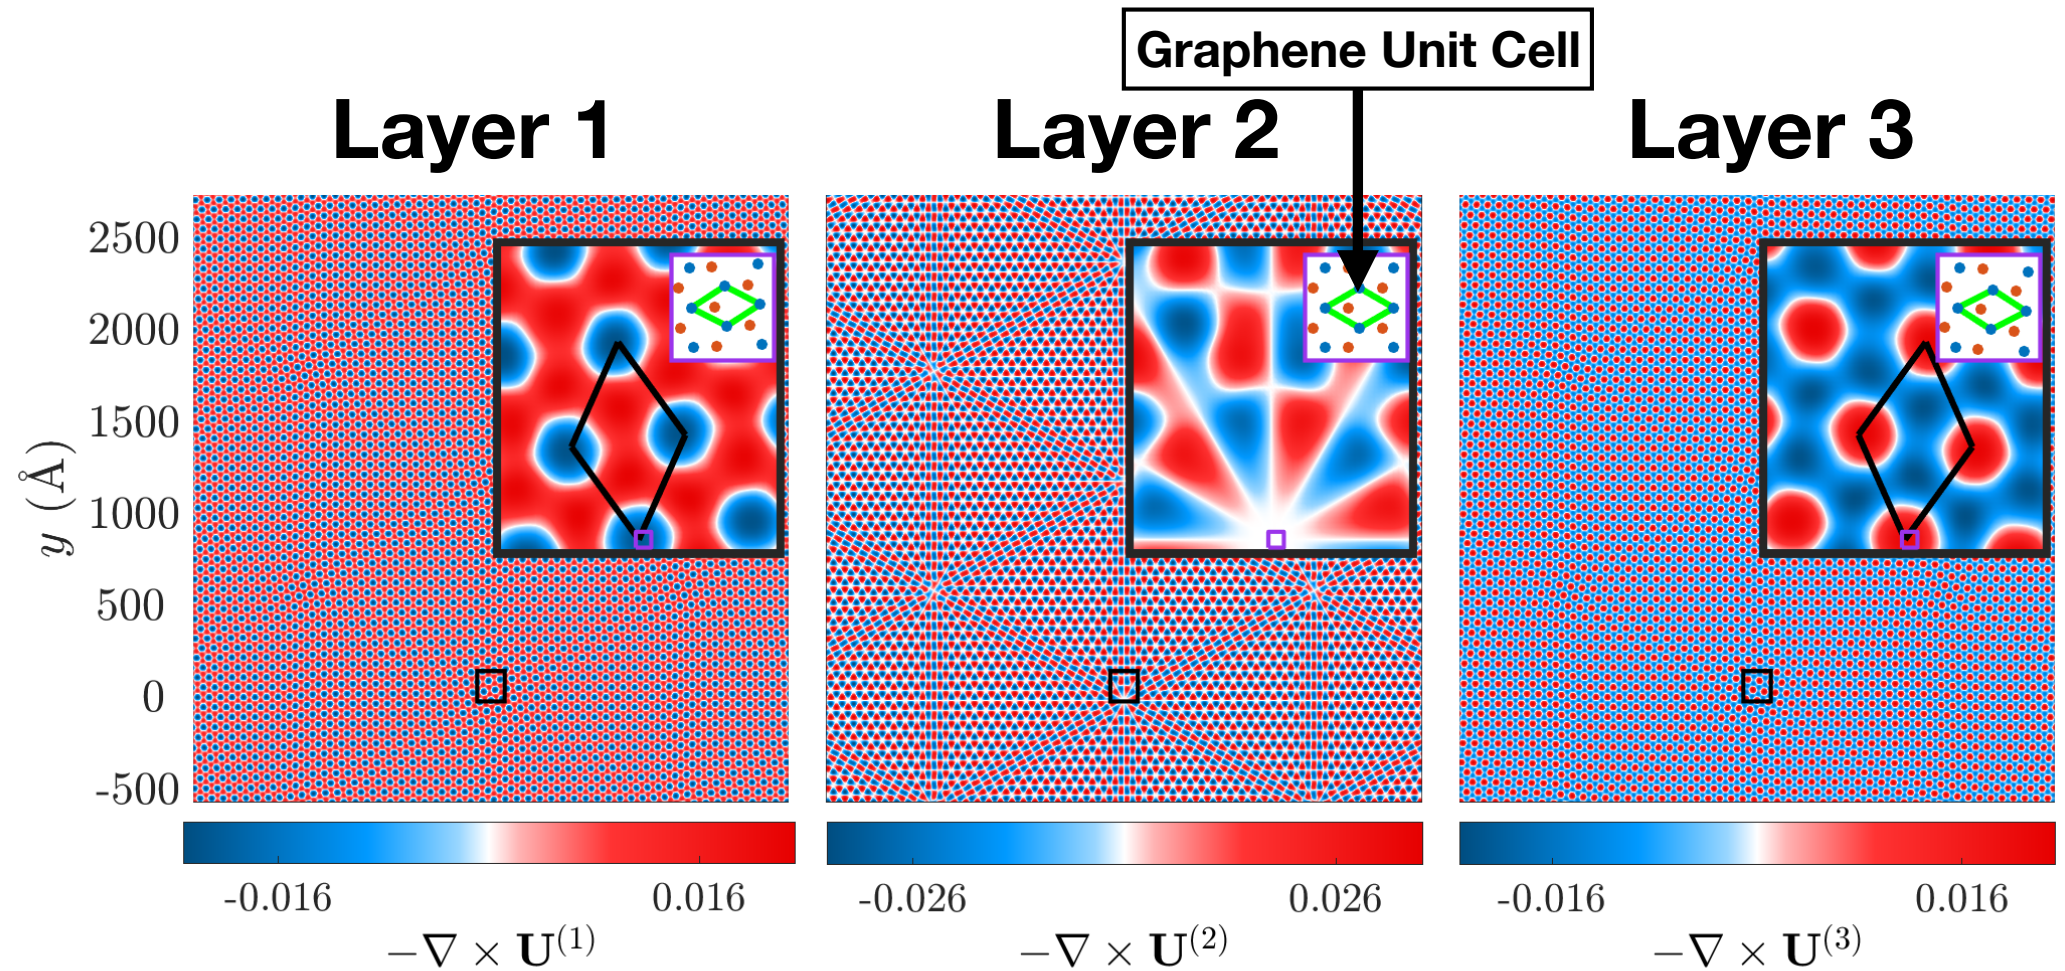 Graphene Unit Cell
Layer 1 Layer 2 Layer 3
2500
2000
1500
1000
500
0
-500
y (Å)
-0.016 0.016 -0.026 0.026 -0.016 0.016
−∇ × U(1) −∇ × U(2) −∇ × U(3)